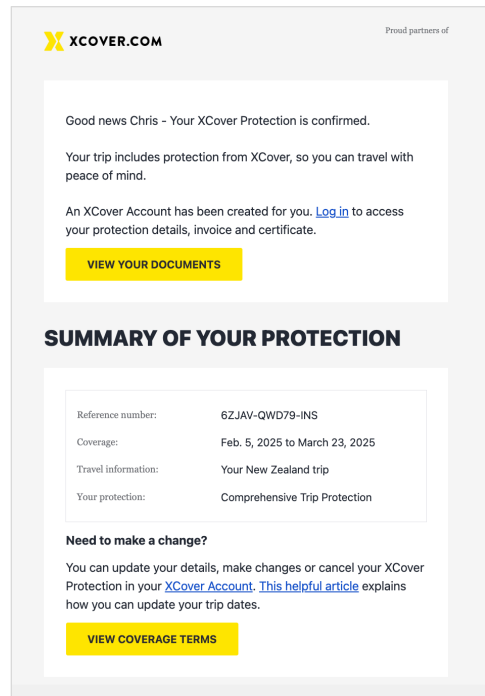 XCOVER.COM
Proud partners of
Good news Chris - Your XCover Protection is confirmed.
Your trip includes protection from XCover, so you can travel with
peace of mind.
An XCover Account has been created for you. Log in to access
your protection details, invoice and certificate.
VIEW YOUR DOCUMENTS
SUMMARY OF YOUR PROTECTION
Reference number: 6ZJAV-QWD79-INS
Coverage: Feb. 5, 2025 to March 23, 2025
Travel information: Your New Zealand trip
Your protection: Comprehensive Trip Protection
Need to make a change?
You can update your details, make changes or cancel your XCover
Protection in your XCover Account. This helpful article explains
how you can update your trip dates.
VIEW COVERAGE TERMS